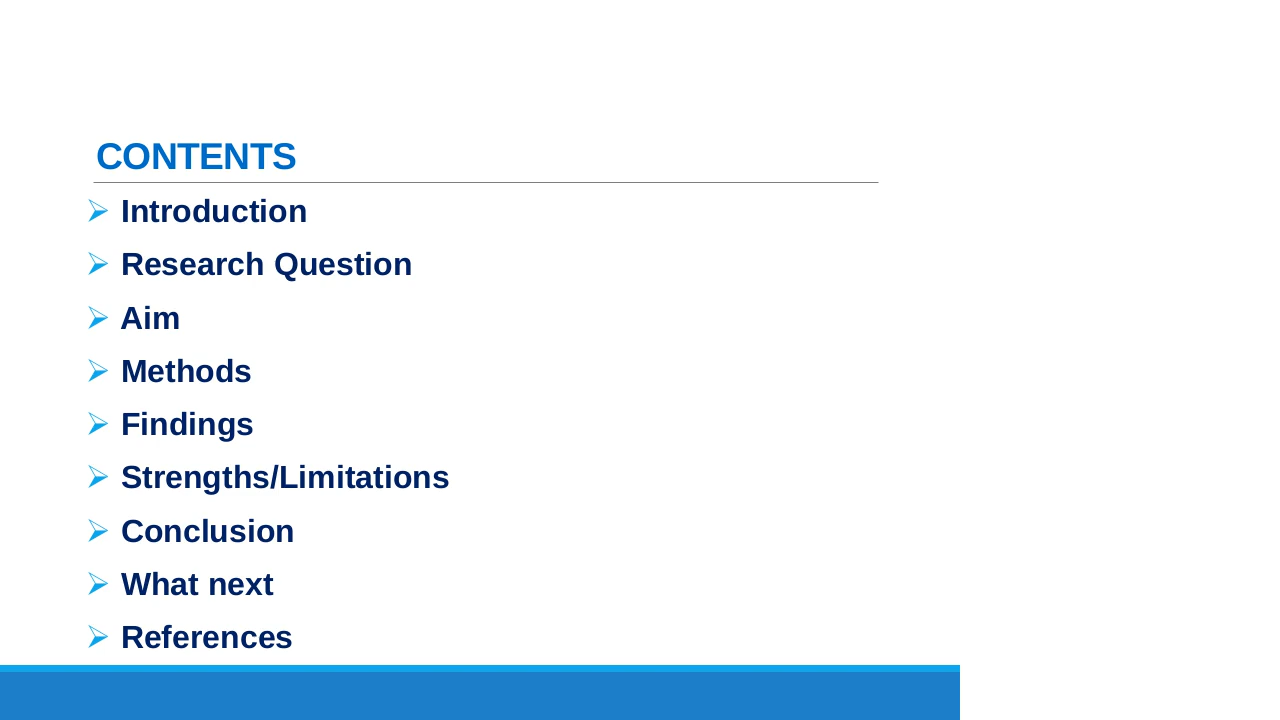 CONTENTS
➢ Introduction
➢ Research Question
➢ Aim
➢ Methods
➢ Findings
➢ Strengths/Limitations
➢ Conclusion
➢ What next
➢ References